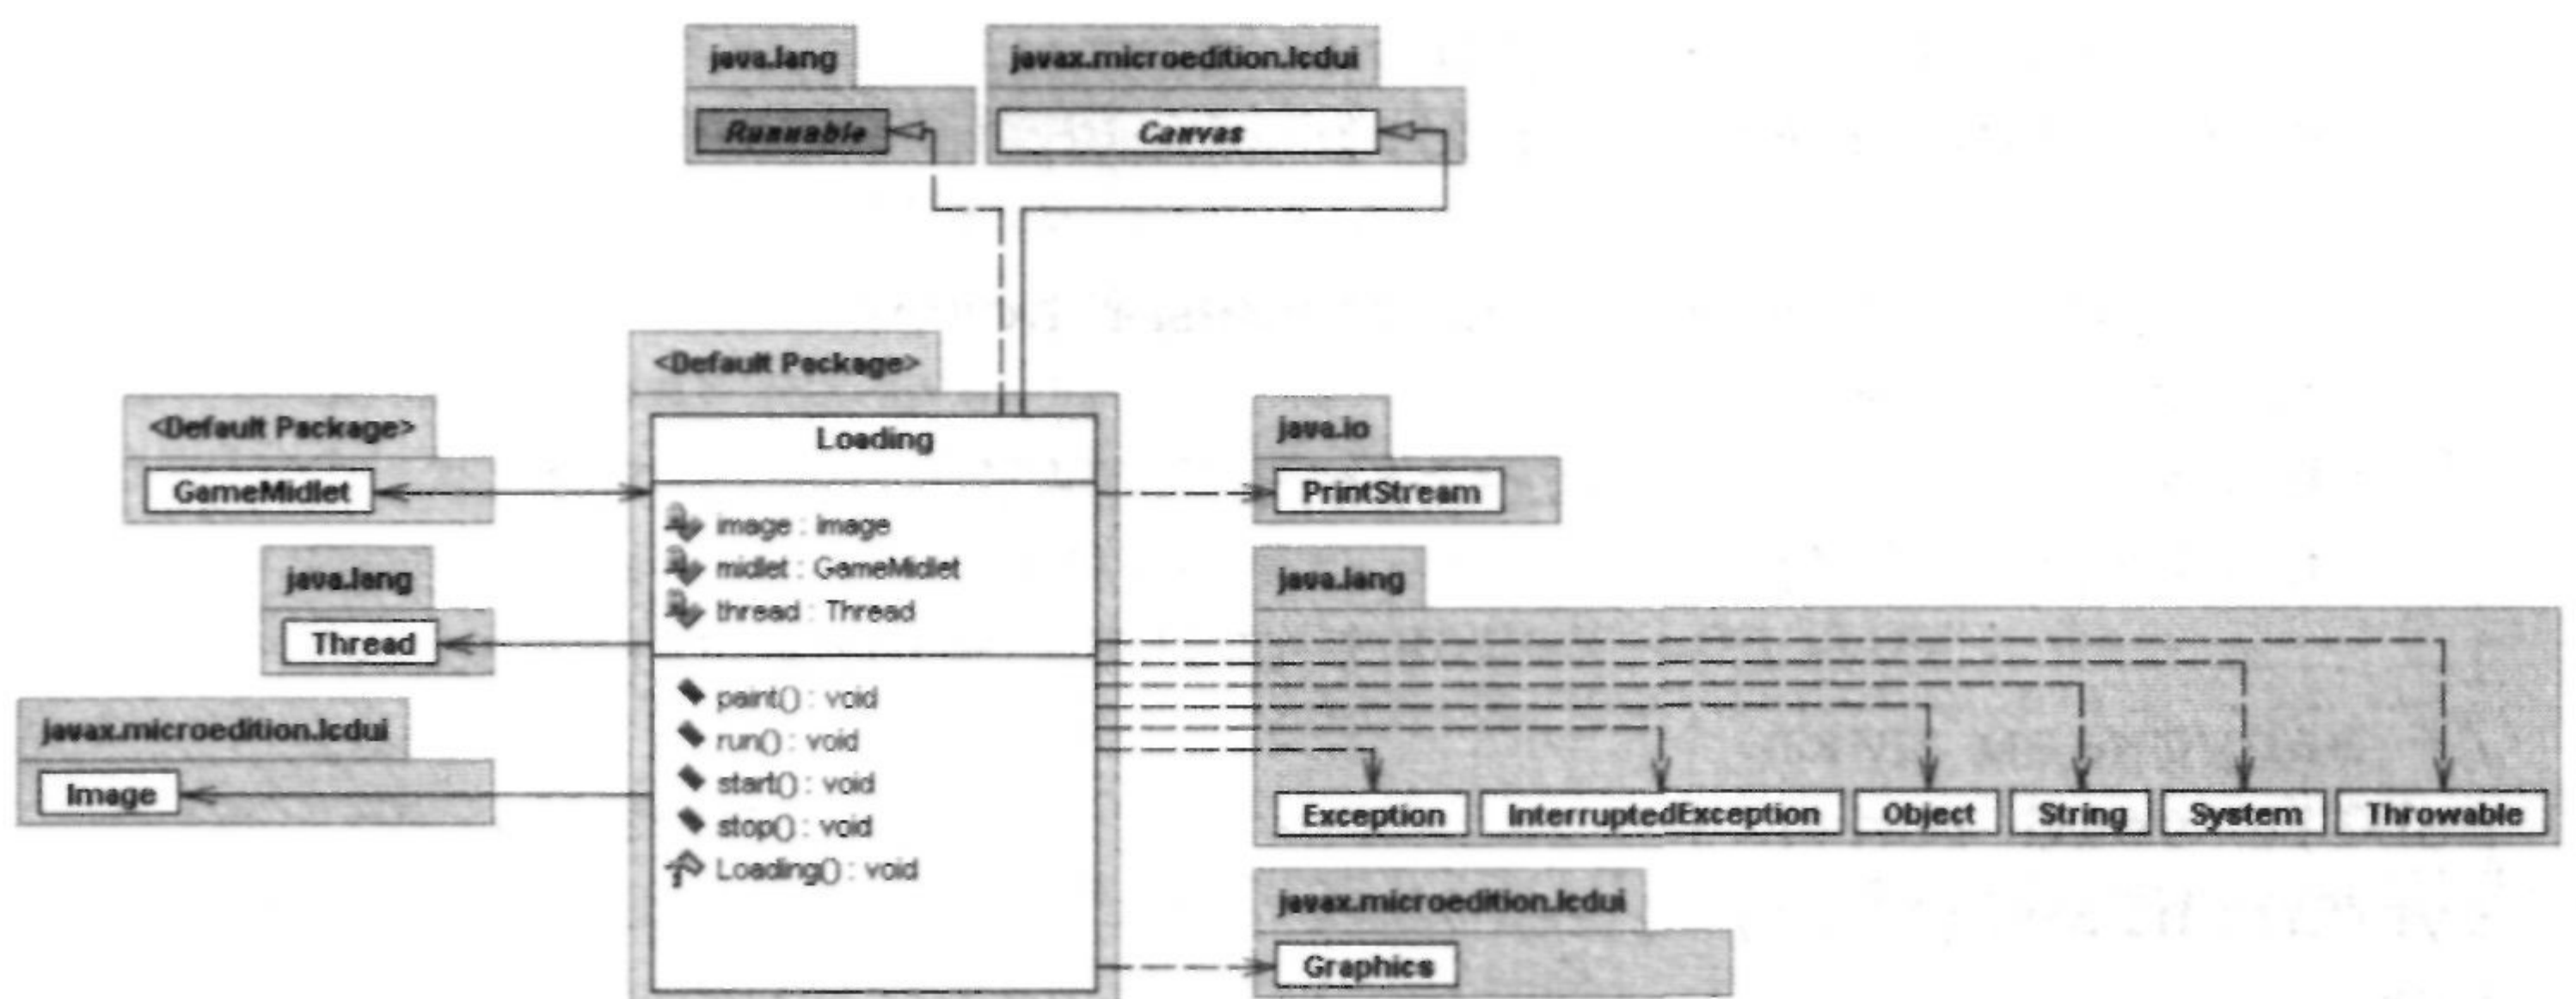 java.lang
javax.microedition.lcdui
Runnable
Canvas
<Default Package>
Loading
image : Image
midlet : GameMidlet
thread : Thread
paint() : void
run() : void
start() : void
stop() : void
Loading() : void
<Default Package>
GameMidlet
java.lang
Thread
javax.microedition.lcdui
Image
java.io
PrintStream
java.lang
Exception
InterruptedException
Object
String
System
Throwable
javax.microedition.lcdui
Graphics